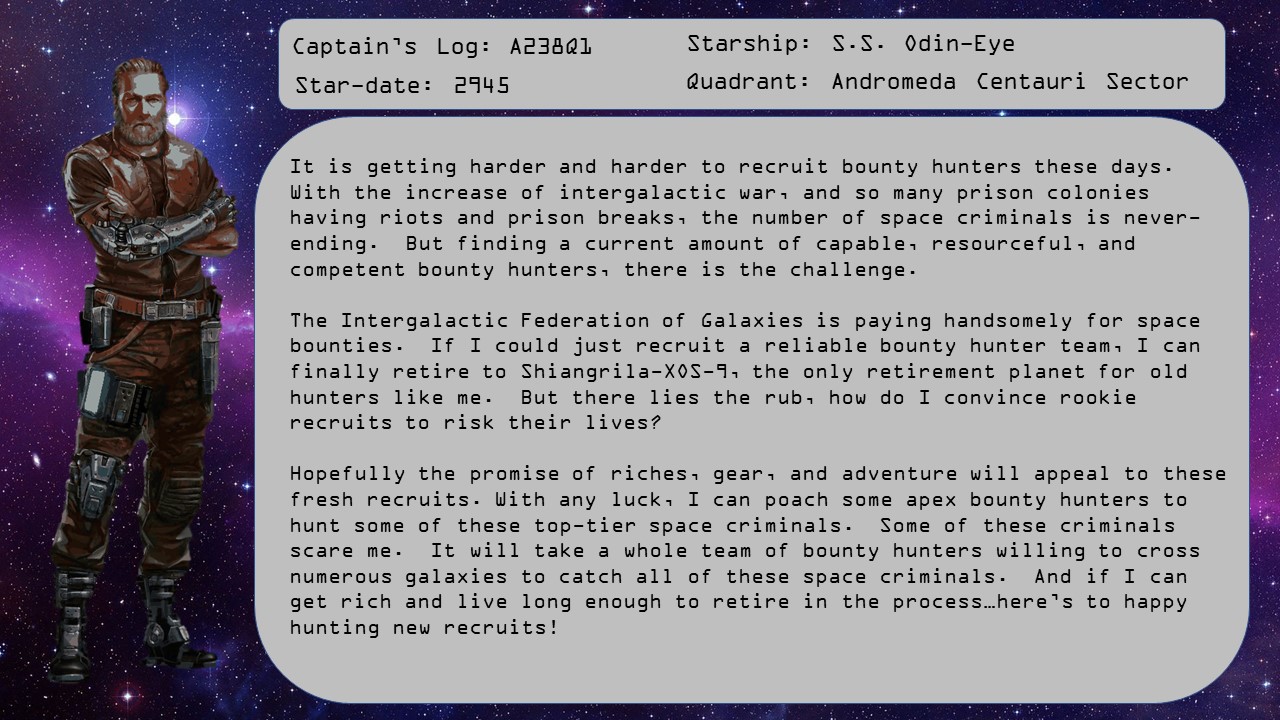 Captain's Log: A238Q1
Starship: S.S. Odin-Eye
Star-date: 2945
Quadrant: Andromeda Centauri Sector
It is getting harder and harder to recruit bounty hunters these days.
With the increase of intergalactic war, and so many prison colonies
having riots and prison breaks, the number of space criminals is never-
ending.  But finding a current amount of capable, resourceful, and
competent bounty hunters, there is the challenge.
The Intergalactic Federation of Galaxies is paying handsomely for space
bounties.  If I could just recruit a reliable bounty hunter team, I can
finally retire to Shiangrila-XOS-9, the only retirement planet for old
hunters like me.  But there lies the rub, how do I convince rookie
recruits to risk their lives?
Hopefully the promise of riches, gear, and adventure will appeal to these
fresh recruits. With any luck, I can poach some apex bounty hunters to
hunt some of these top-tier space criminals.  Some of these criminals
scare me.  It will take a whole team of bounty hunters willing to cross
numerous galaxies to catch all of these space criminals.  And if I can
get rich and live long enough to retire in the process…here's to happy
hunting new recruits!